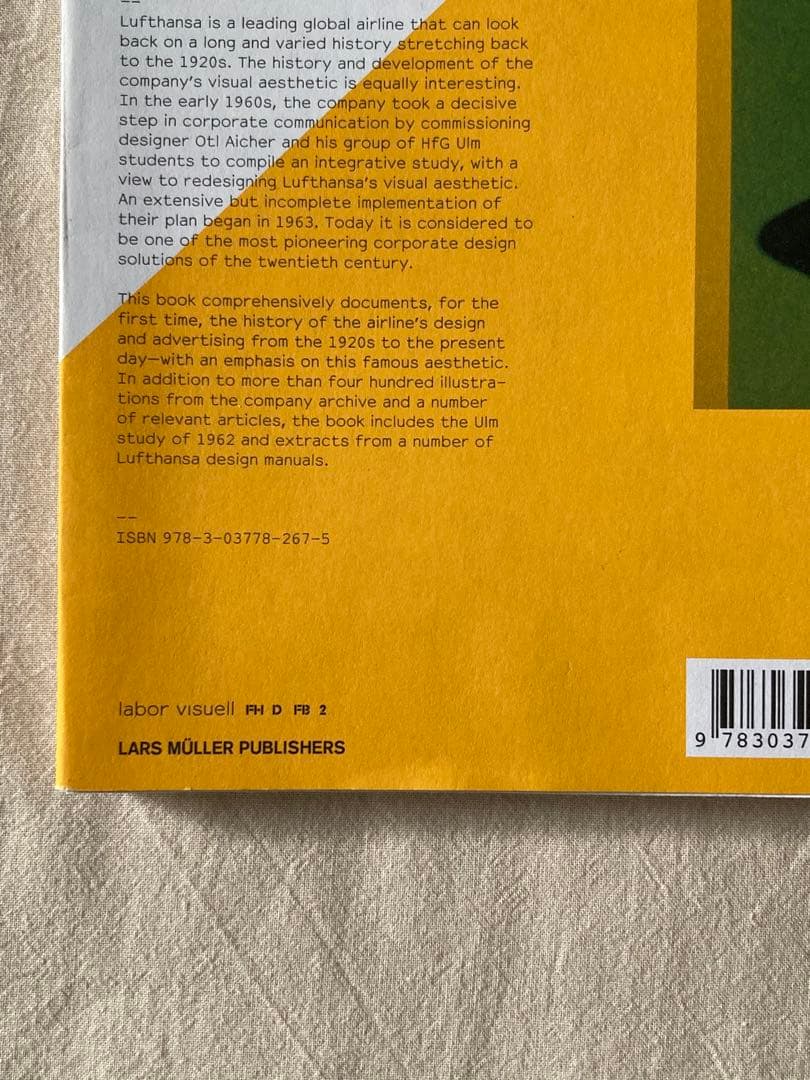 ——
Lufthansa is a leading global airline that can look
back on a long and varied history stretching back
to the 1920s. The history and development of the
company's visual aesthetic is equally interesting.
In the early 1960s, the company took a decisive
step in corporate communication by commissioning
designer Otl Aicher and his group of HfG Ulm
students to compile an integrative study, with a
view to redesigning Lufthansa's visual aesthetic.
An extensive but incomplete implementation of
their plan began in 1963. Today it is considered to
be one of the most pioneering corporate design
solutions of the twentieth century.
This book comprehensively documents, for the
first time, the history of the airline's design
and advertising from the 1920s to the present
day—with an emphasis on this famous aesthetic.
In addition to more than four hundred illustra-
tions from the company archive and a number
of relevant articles, the book includes the Ulm
study of 1962 and extracts from a number of
Lufthansa design manuals.
——
ISBN 978-3-03778-267-5
labor visuell FH D FB 2
LARS MÜLLER PUBLISHERS
9 783037